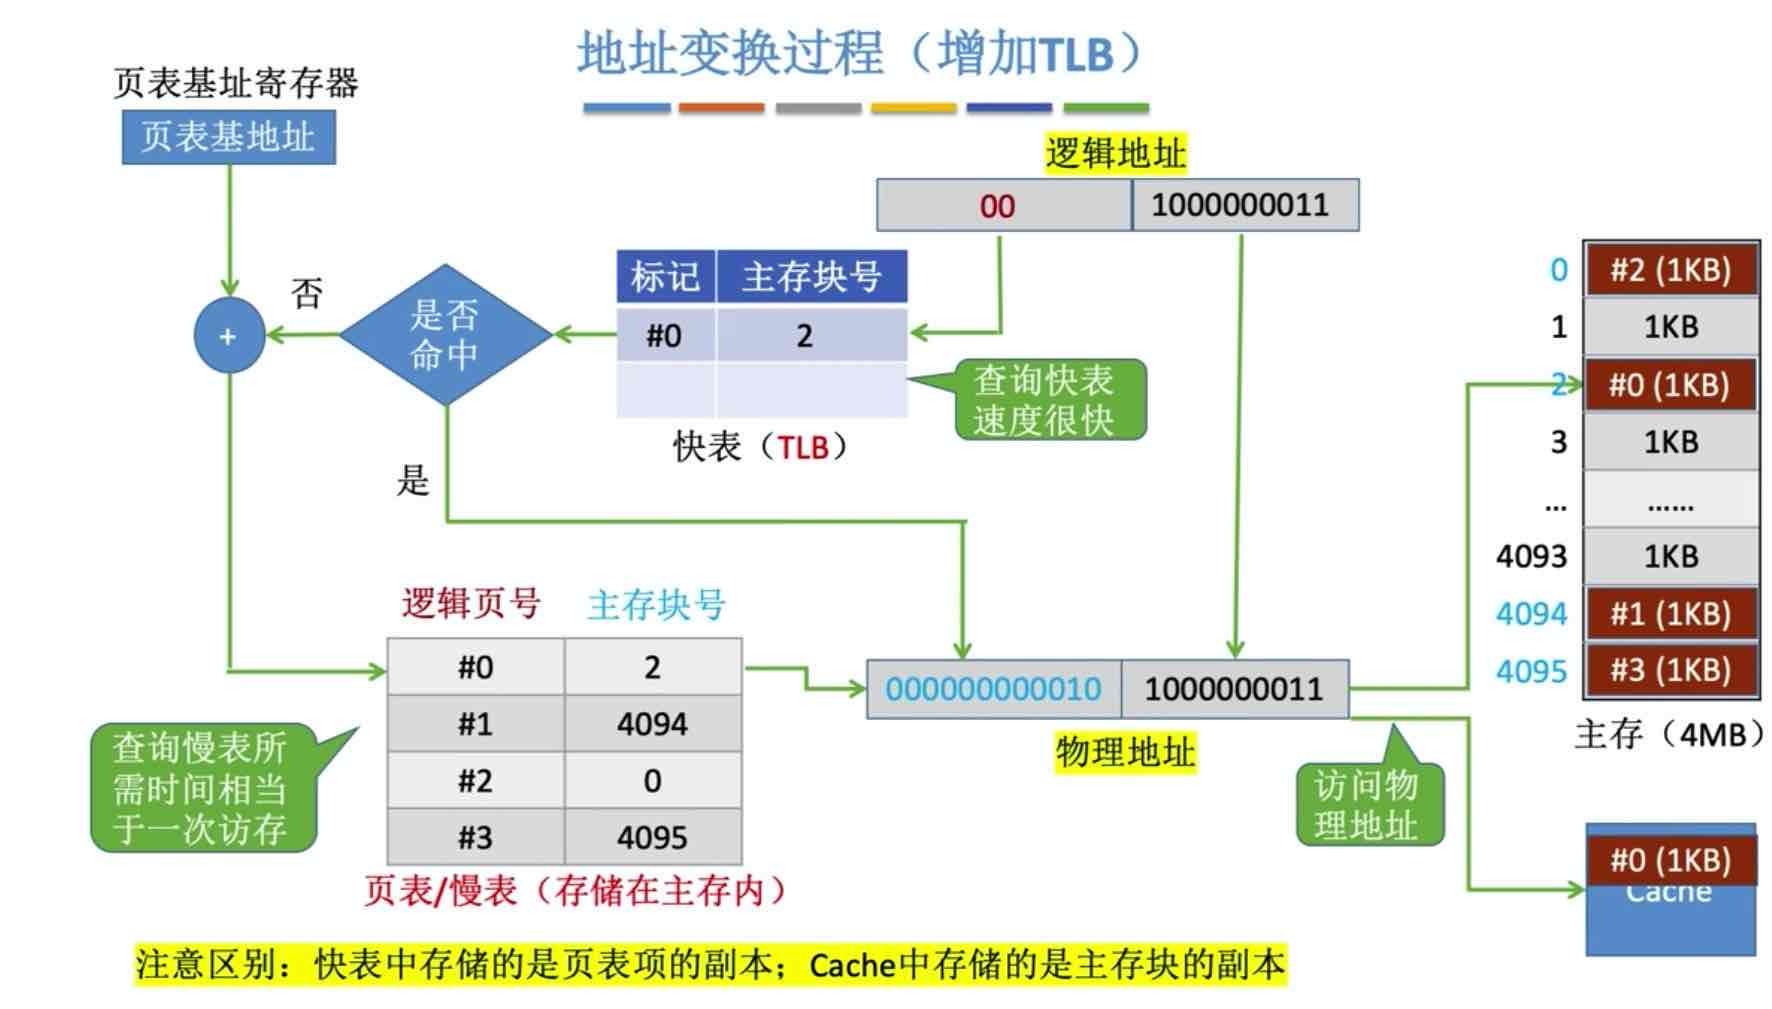 地址变换过程（增加TLB）
页表基址寄存器
页表基地址
逻辑地址
00 1000000011
标记 主存块号
#0 2
快表（TLB）
查询快表
速度很快
是否
命中
否
是
+
逻辑页号 主存块号
#0 2
#1 4094
#2 0
#3 4095
页表/慢表（存储在主存内）
查询慢表所
需时间相当
于一次访存
000000000010 1000000011
物理地址
访问物
理地址
0 #2 (1KB)
1 1KB
2 #0 (1KB)
3 1KB
... ......
4093 1KB
4094 #1 (1KB)
4095 #3 (1KB)
主存（4MB）
#0 (1KB)
Cache
注意区别：快表中存储的是页表项的副本；Cache中存储的是主存块的副本